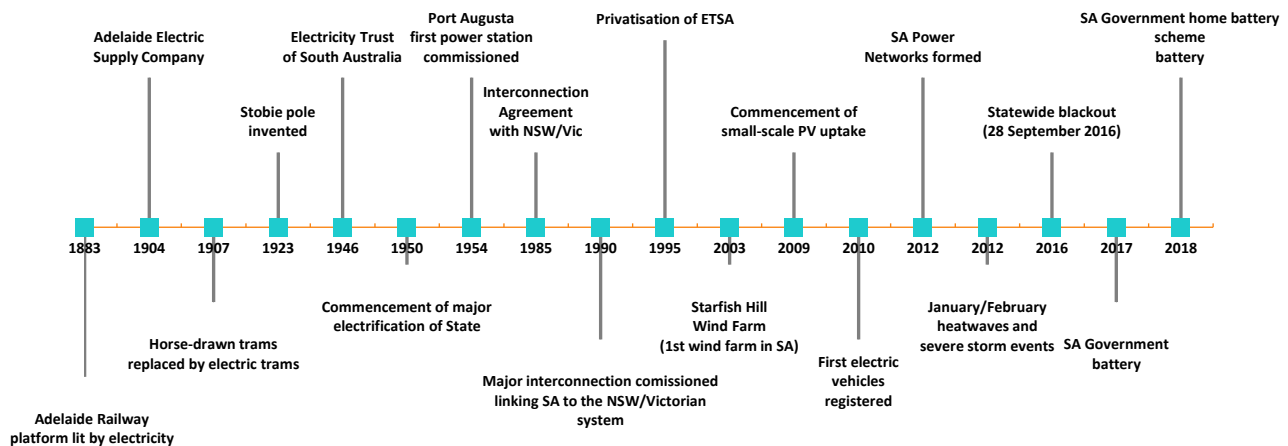 Adelaide Electric
Supply Company
Stobie pole
invented
Electricity Trust
of South Australia
Port Augusta
first power station
commissioned
Interconnection
Agreement
with NSW/Vic
Privatisation of ETSA
Commencement of
small-scale PV uptake
SA Power
Networks formed
Statewide blackout
(28 September 2016)
SA Government home battery
scheme
battery
1883 1904 1907 1923 1946 1950 1954 1985 1990 1995 2003 2009 2010 2012 2012 2016 2017 2018
Adelaide Railway
platform lit by electricity
Horse-drawn trams
replaced by electric trams
Commencement of major
electrification of State
Major interconnection comissioned
linking SA to the NSW/Victorian
system
Starfish Hill
Wind Farm
(1st wind farm in SA)
First electric
vehicles
registered
January/February
heatwaves and
severe storm events
SA Government
battery